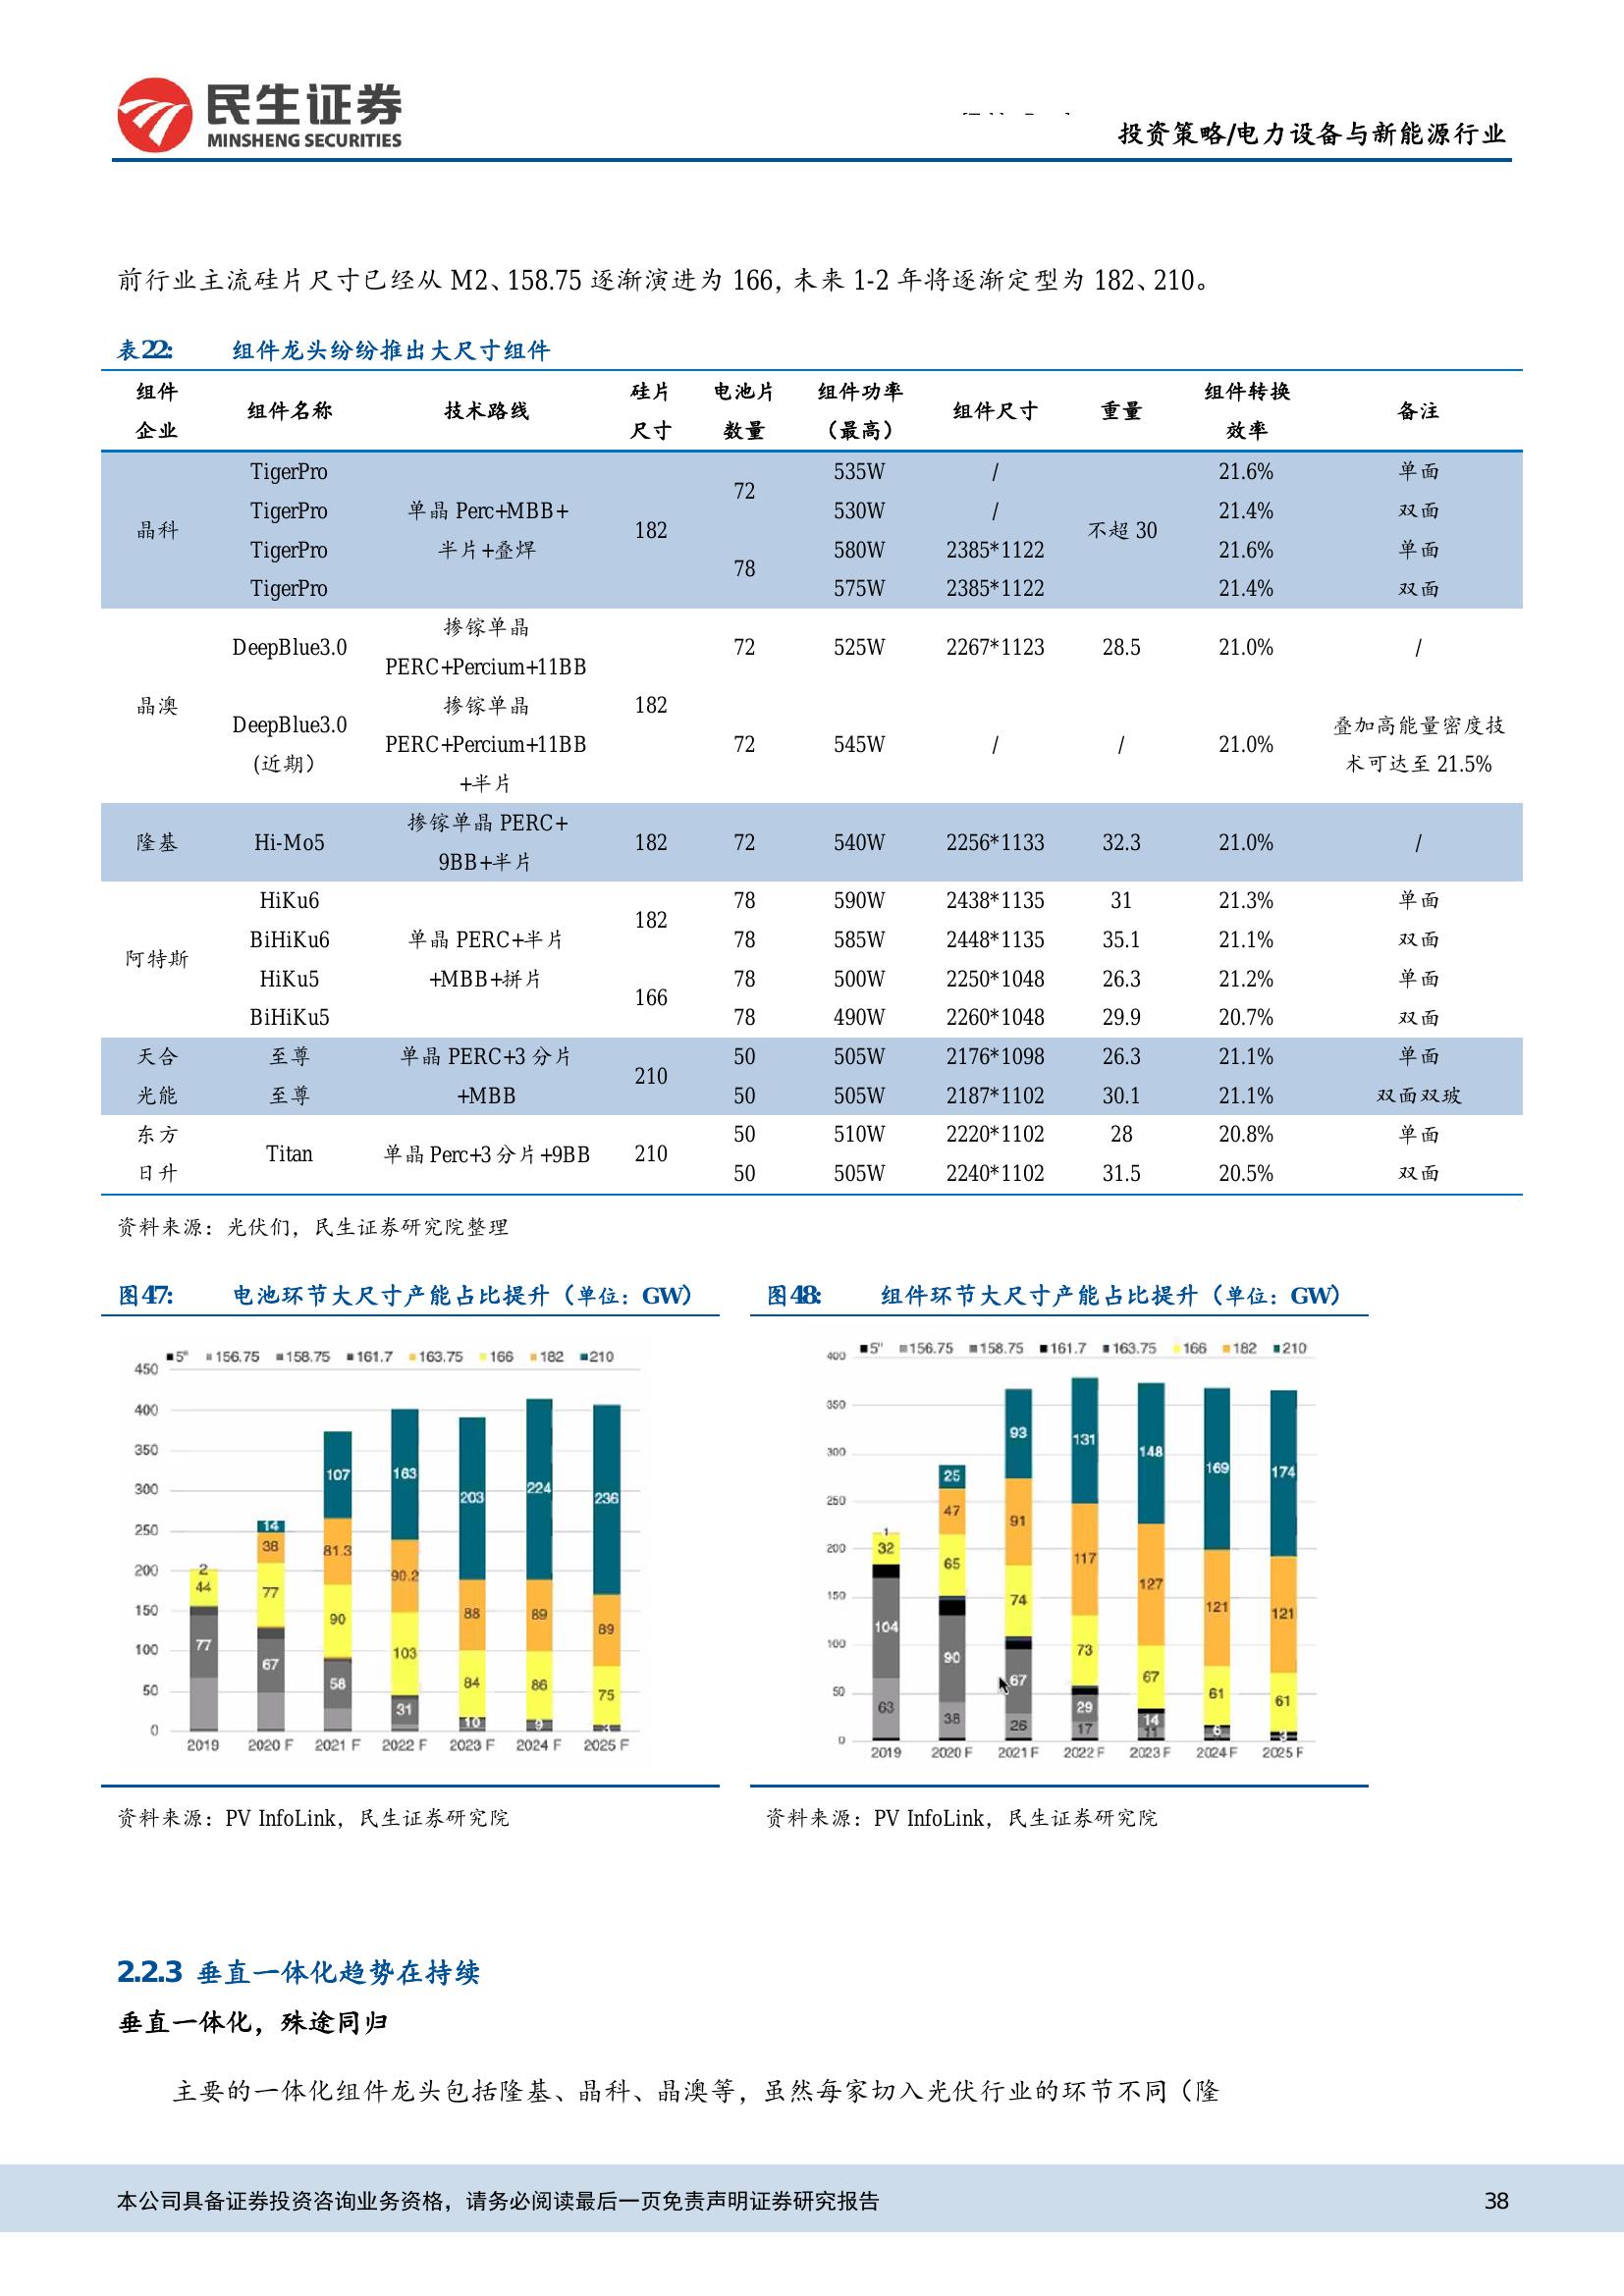 民生证券
MINSHENG SECURITIES
投资策略/电力设备与新能源行业
前行业主流硅片尺寸已经从 M2、158.75 逐渐演进为 166, 未来 1-2 年将逐渐定型为 182、210。
表22: 组件龙头纷纷推出大尺寸组件
组件企业 组件名称 技术路线 硅片尺寸 电池片数量 组件功率（最高） 组件尺寸 重量 组件转换效率 备注
晶科 TigerPro 单晶 Perc+MBB+半片+叠焊 182 72 535W / 不超 30 21.6% 单面
TigerPro 530W / 21.4% 双面
TigerPro 78 580W 2385*1122 21.6% 单面
TigerPro 575W 2385*1122 21.4% 双面
晶澳 DeepBlue3.0 掺镓单晶 PERC+Percium+11BB 182 72 525W 2267*1123 28.5 21.0% /
DeepBlue3.0 (近期） 掺镓单晶 PERC+Percium+11BB+半片 72 545W / / 21.0% 叠加高能量密度技术可达至 21.5%
隆基 Hi-Mo5 掺镓单晶 PERC+9BB+半片 182 72 540W 2256*1133 32.3 21.0% /
阿特斯 HiKu6 单晶 PERC+半片+MBB+拼片 182 78 590W 2438*1135 31 21.3% 单面
BiHiKu6 78 585W 2448*1135 35.1 21.1% 双面
HiKu5 166 78 500W 2250*1048 26.3 21.2% 单面
BiHiKu5 78 490W 2260*1048 29.9 20.7% 双面
天合光能 至尊 单晶 PERC+3 分片+MBB 210 50 505W 2176*1098 26.3 21.1% 单面
至尊 50 505W 2187*1102 30.1 21.1% 双面双玻
东方日升 Titan 单晶 Perc+3 分片+9BB 210 50 510W 2220*1102 28 20.8% 单面
50 505W 2240*1102 31.5 20.5% 双面
资料来源：光伏们，民生证券研究院整理
图47: 电池环节大尺寸产能占比提升（单位：GW）
5" 156.75 158.75 161.7 163.75 166 182 210
450
400
350
300
250
200
150
100
50
0
2 44 77
14 38 77 67
107 81.3 90 58
163 90.2 103 31
203 88 84 10
224 89 86 9
236 89 75 3
2019 2020 F 2021 F 2022 F 2023 F 2024 F 2025 F
资料来源：PV InfoLink，民生证券研究院
图48: 组件环节大尺寸产能占比提升（单位：GW）
5" 156.75 158.75 161.7 163.75 166 182 210
400
350
300
250
200
150
100
50
0
1 32 104 63
25 47 65 90 38
93 91 74 67 26
131 117 73 29 17
148 127 67 14 11
169 121 61 6
174 121 61 3
2019 2020 F 2021 F 2022 F 2023 F 2024 F 2025 F
资料来源：PV InfoLink，民生证券研究院
2.2.3 垂直一体化趋势在持续
垂直一体化，殊途同归
主要的一体化组件龙头包括隆基、晶科、晶澳等，虽然每家切入光伏行业的环节不同（隆
本公司具备证券投资咨询业务资格，请务必阅读最后一页免责声明证券研究报告 38